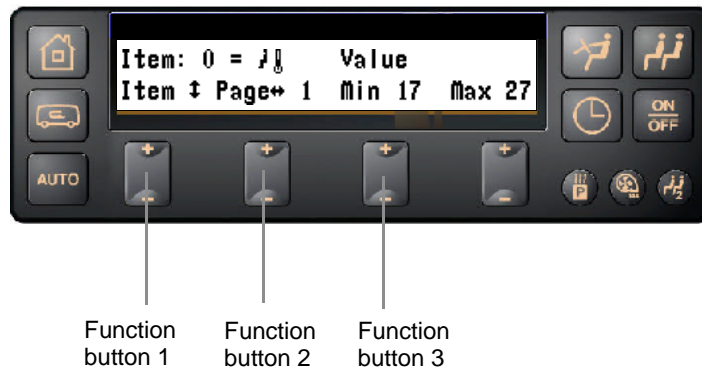 Item: 0 = Value
Item ↕ Page↔ 1 Min 17 Max 27
ON
OFF
AUTO
+ + + +
- - - -
P
2
Function button 1
Function button 2
Function button 3